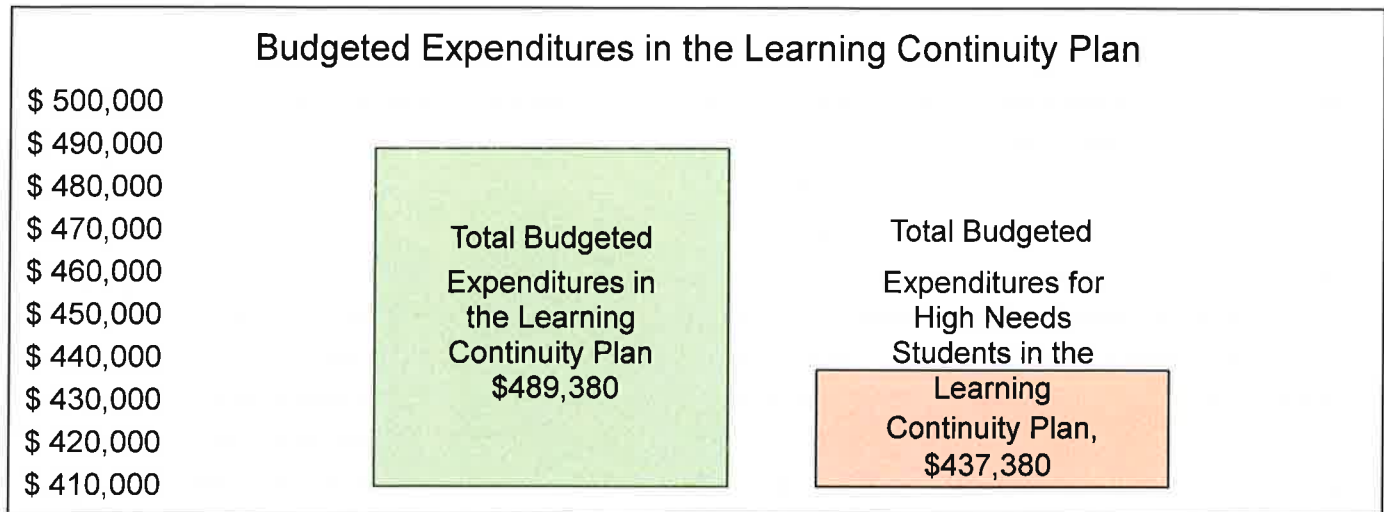 Budgeted Expenditures in the Learning Continuity Plan
$ 500,000
$ 490,000
$ 480,000
$ 470,000
$ 460,000
$ 450,000
$ 440,000
$ 430,000
$ 420,000
$ 410,000
Total Budgeted
Expenditures in
the Learning
Continuity Plan
$489,380
Total Budgeted
Expenditures for
High Needs
Students in the
Learning
Continuity Plan,
$437,380